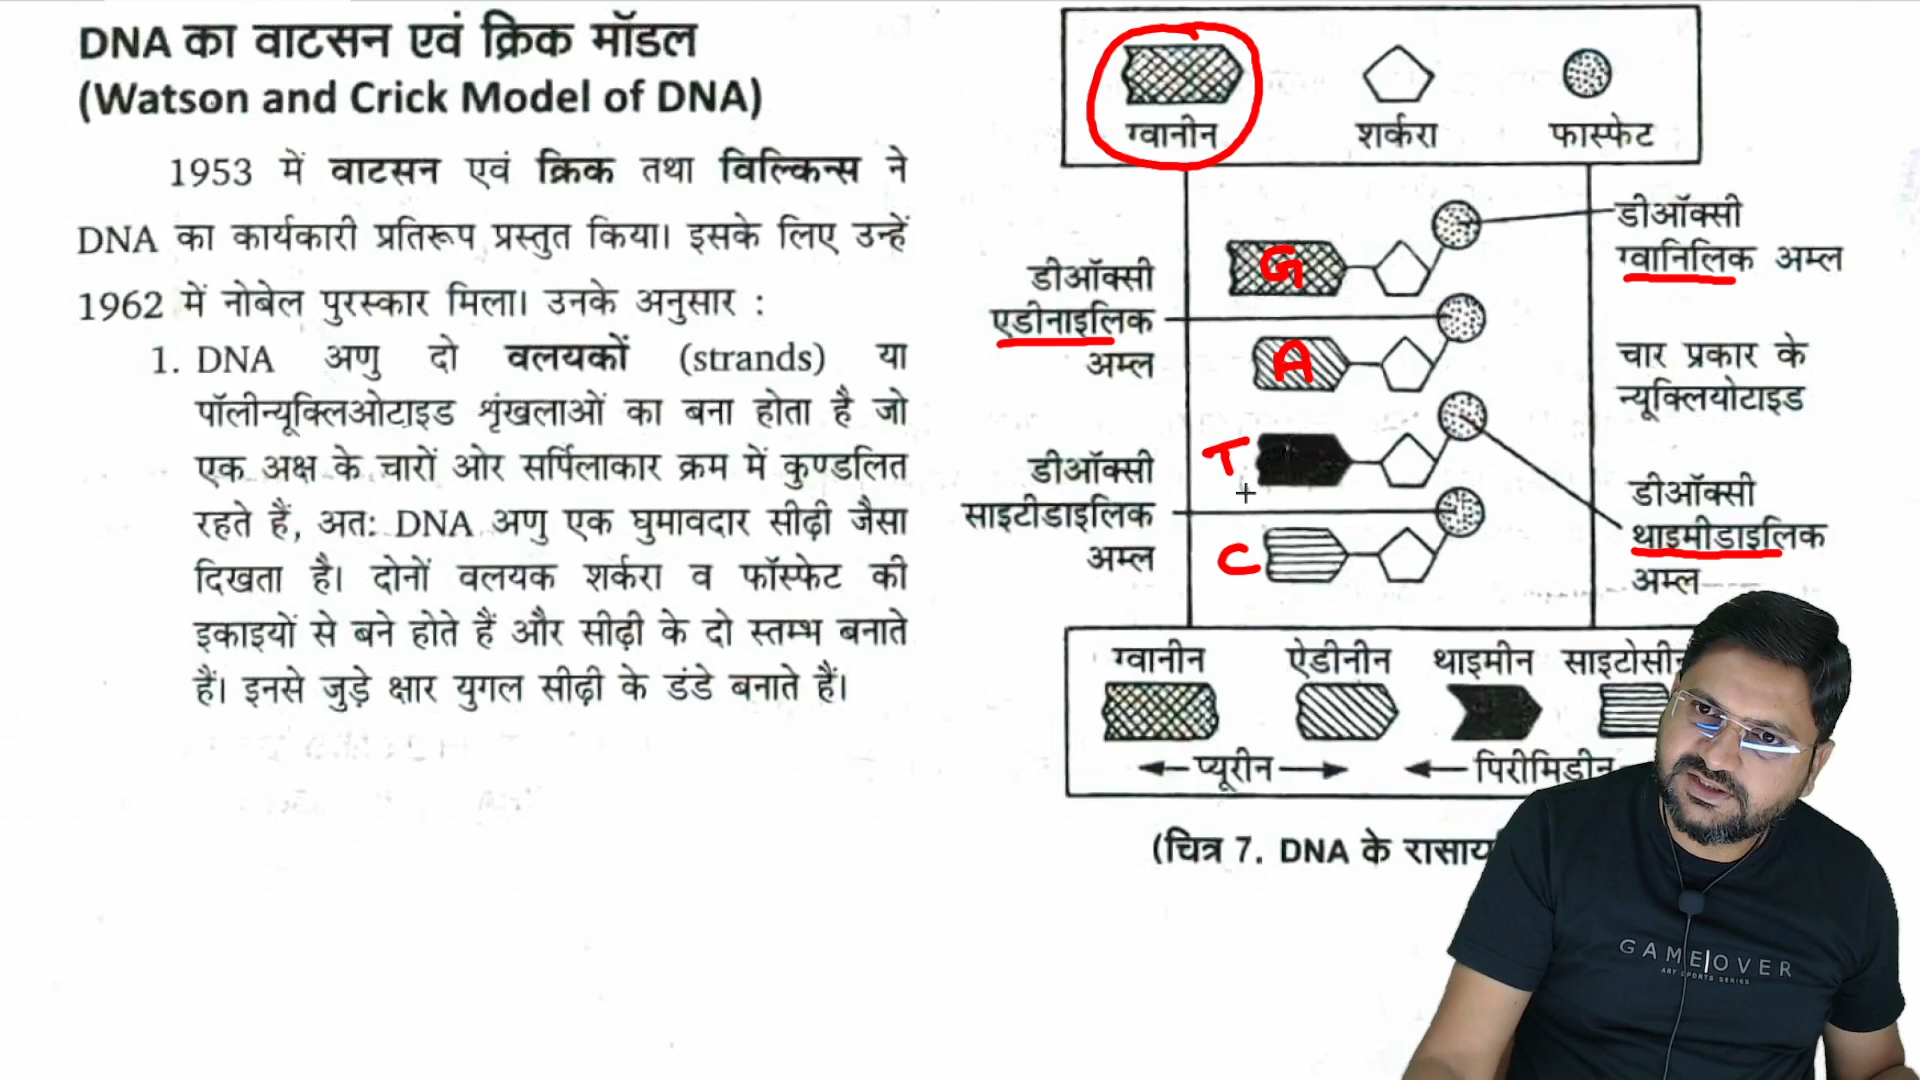 DNA का वाटसन एवं क्रिक मॉडल
(Watson and Crick Model of DNA)
1953 में वाटसन एवं क्रिक तथा विल्किन्स ने
DNA का कार्यकारी प्रतिरूप प्रस्तुत किया। इसके लिए उन्हें
1962 में नोबेल पुरस्कार मिला। उनके अनुसार :
1. DNA अणु दो वलयकों (strands) या
पॉलीन्यूक्लिओटाइड शृंखलाओं का बना होता है जो
एक अक्ष के चारों ओर सर्पिलाकार क्रम में कुण्डलित
रहते हैं, अत: DNA अणु एक घुमावदार सीढ़ी जैसा
दिखता है। दोनों वलयक शर्करा व फॉस्फेट की
इकाइयों से बने होते हैं और सीढ़ी के दो स्तम्भ बनाते
हैं। इनसे जुड़े क्षार युगल सीढ़ी के डंडे बनाते हैं।
ग्वानीन शर्करा फास्फेट
डीऑक्सी
ग्वानिलिक अम्ल
G
डीऑक्सी
एडीनाइलिक
अम्ल
A
चार प्रकार के
न्यूक्लियोटाइड
T
डीऑक्सी
साइटीडाइलिक
अम्ल
C
डीऑक्सी
थाइमीडाइलिक
अम्ल
ग्वानीन ऐडीनीन थाइमीन
प्यूरीन पिरीमिडीन
(चित्र 7. DNA के
GAME|OVER